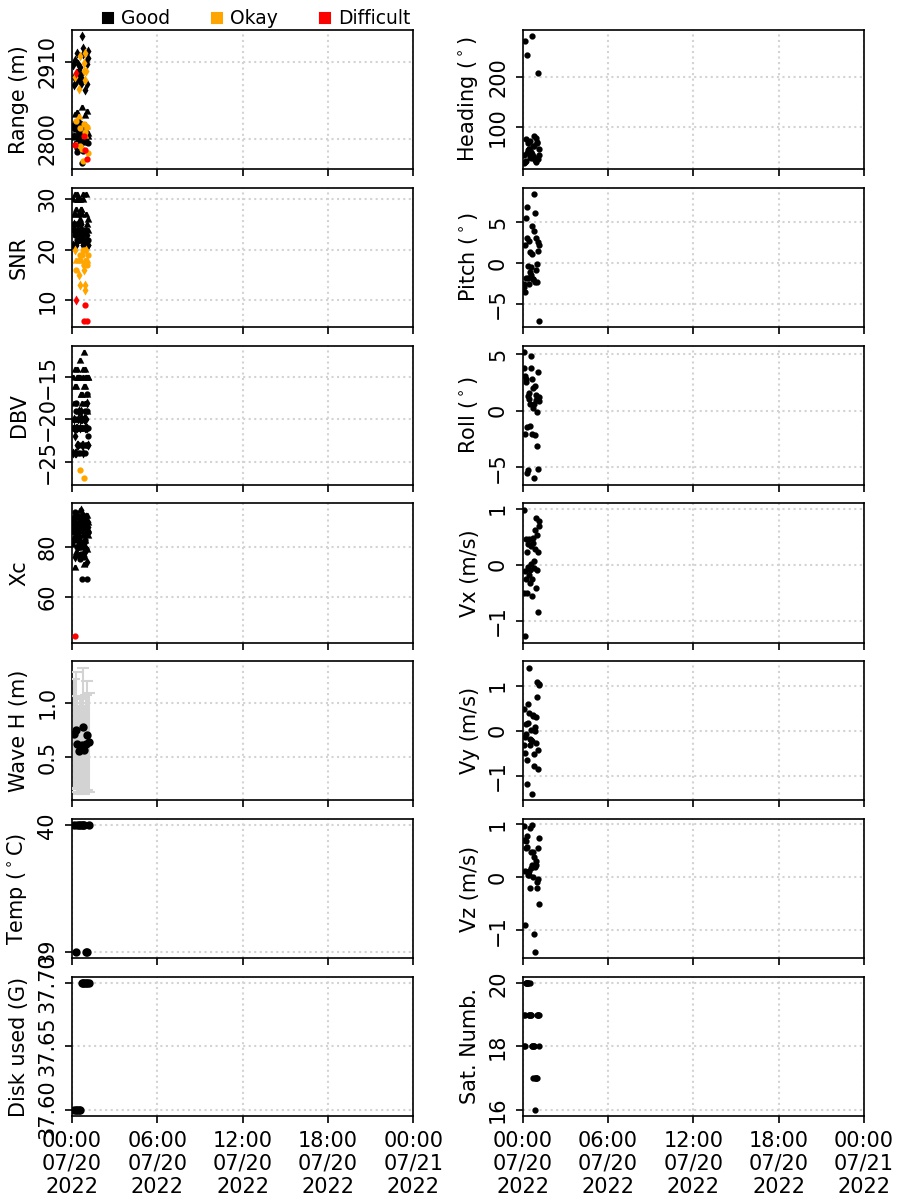 Good Okay Difficult
Range (m)
2910
2800
SNR
30
20
10
DBV
−15
−20
−25
Xc
80
60
Wave H (m)
1.0
0.5
Temp (°C)
40
39
Disk used (G)
37.70
37.65
37.60
00:00 06:00 12:00 18:00 00:00
07/20 07/20 07/20 07/20 07/21
2022 2022 2022 2022 2022
Heading (°)
200
100
Pitch (°)
5
0
−5
Roll (°)
5
0
−5
Vx (m/s)
1
0
−1
Vy (m/s)
1
0
−1
Vz (m/s)
1
0
−1
Sat. Numb.
20
18
16
00:00 06:00 12:00 18:00 00:00
07/20 07/20 07/20 07/20 07/21
2022 2022 2022 2022 2022